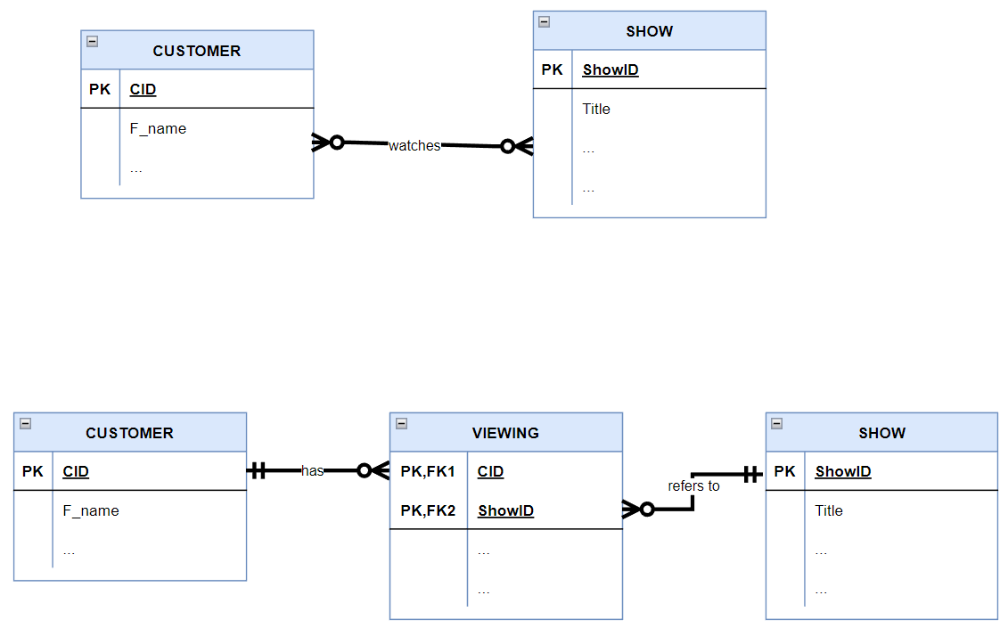 CUSTOMER
PK CID
F_name
...
watches
SHOW
PK ShowID
Title
...
...
CUSTOMER
PK CID
F_name
...
has
VIEWING
PK,FK1 CID
PK,FK2 ShowID
...
...
refers to
SHOW
PK ShowID
Title
...
...